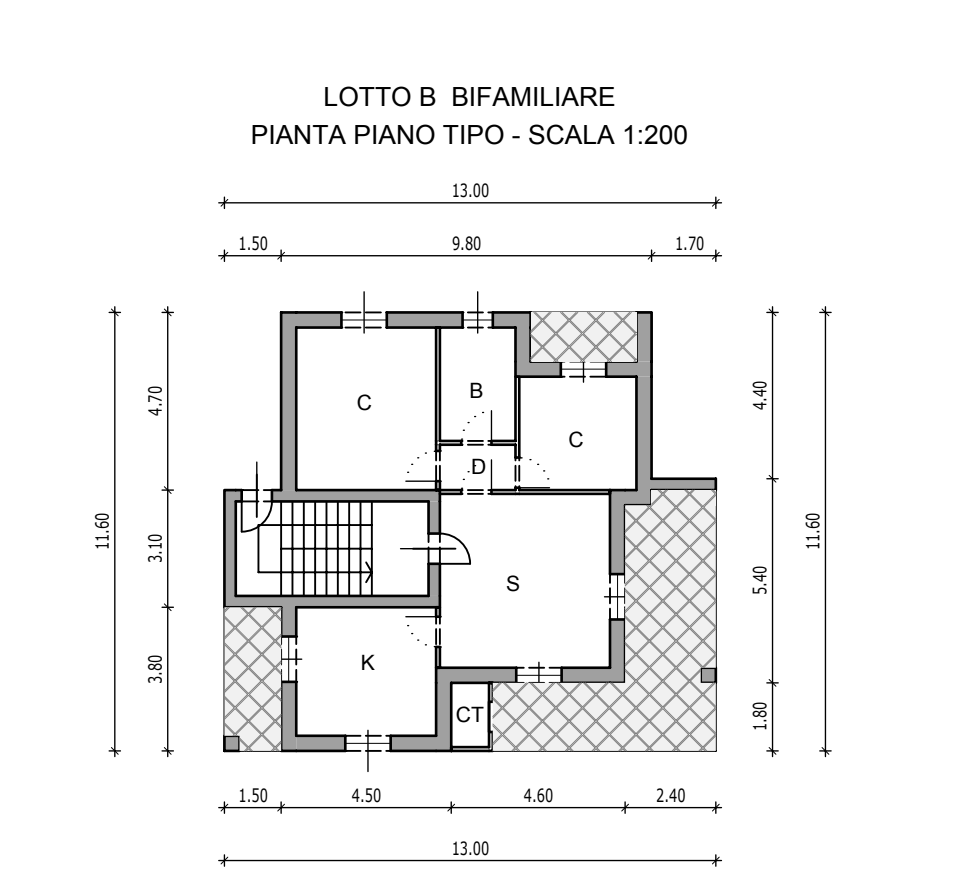 LOTTO B  BIFAMILIARE
PIANTA PIANO TIPO - SCALA 1:200
13.00
1.50 9.80 1.70
4.70
4.40
B
C
C
D
11.60
11.60
3.10
5.40
S
K
3.80
CT
1.80
1.50 4.50 4.60 2.40
13.00